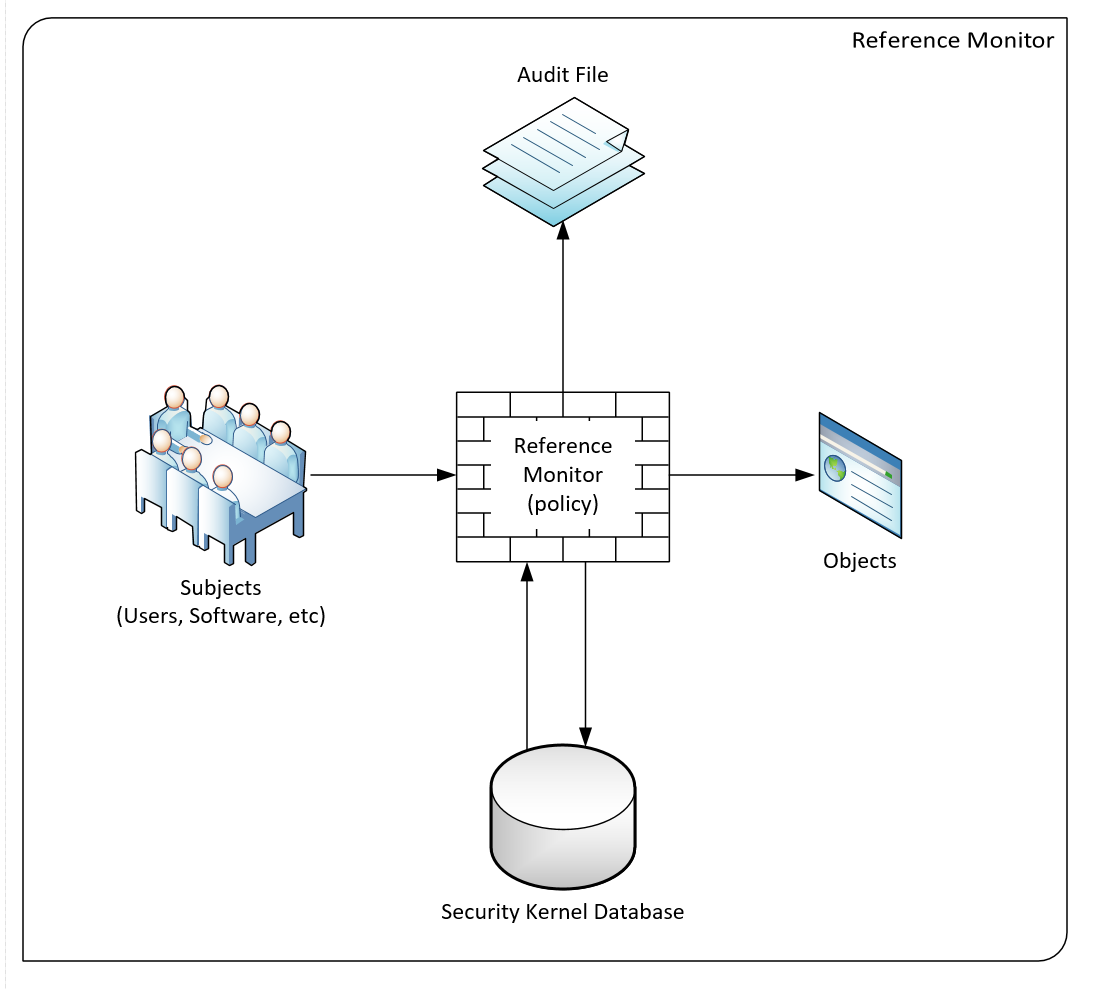 Reference Monitor
Audit File
Reference
Monitor
(policy)
Subjects
(Users, Software, etc)
Objects
Security Kernel Database